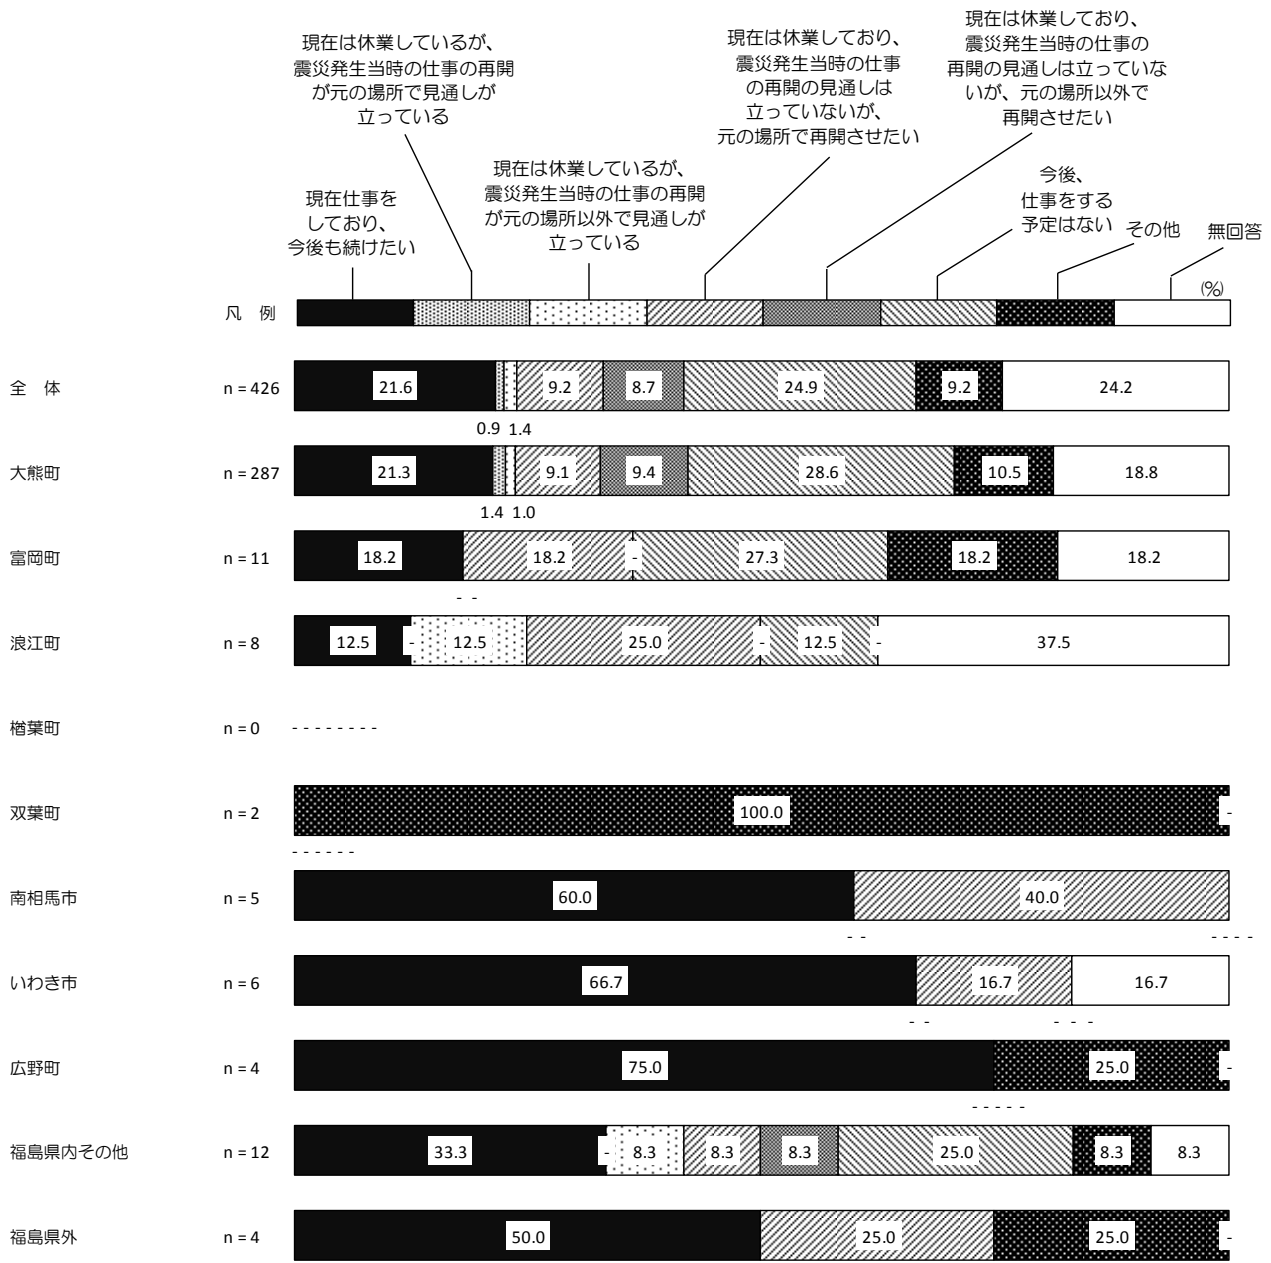 現在は休業しているが、
震災発生当時の仕事の再開
が元の場所で見通しが
立っている
現在は休業しており、
震災発生当時の仕事
の再開の見通しは
立っていないが、
元の場所で再開させたい
現在は休業しており、
震災発生当時の仕事の
再開の見通しは立っていな
いが、元の場所以外で
再開させたい
現在仕事を
しており、
今後も続けたい
現在は休業しているが、
震災発生当時の仕事の再開
が元の場所以外で見通しが
立っている
今後、
仕事をする
予定はない
その他
無回答
(%)
凡 例
全 体 n = 426 21.6 9.2 8.7 24.9 9.2 24.2
0.9 1.4
大熊町 n = 287 21.3 9.1 9.4 28.6 10.5 18.8
1.4 1.0
富岡町 n = 11 18.2 18.2 - 27.3 18.2 18.2
- -
浪江町 n = 8 12.5 - 12.5 25.0 - 12.5 - 37.5
楢葉町 n = 0 - - - - - - - -
双葉町 n = 2 100.0 -
- - - - - -
南相馬市 n = 5 60.0 40.0
- - - - - -
いわき市 n = 6 66.7 16.7 16.7
- - - - -
広野町 n = 4 75.0 25.0 -
- - - - -
福島県内その他 n = 12 33.3 - 8.3 8.3 8.3 25.0 8.3 8.3
福島県外 n = 4 50.0 25.0 25.0 -